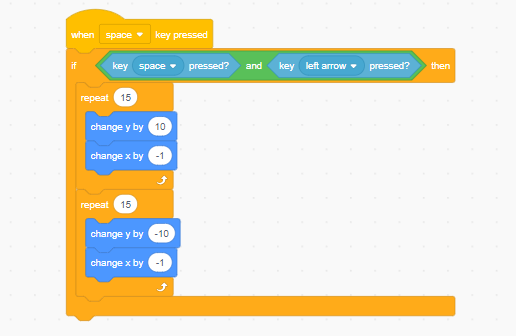 when space key pressed
if key space pressed? and key left arrow pressed? then
repeat 15
change y by 10
change x by -1
repeat 15
change y by -10
change x by -1